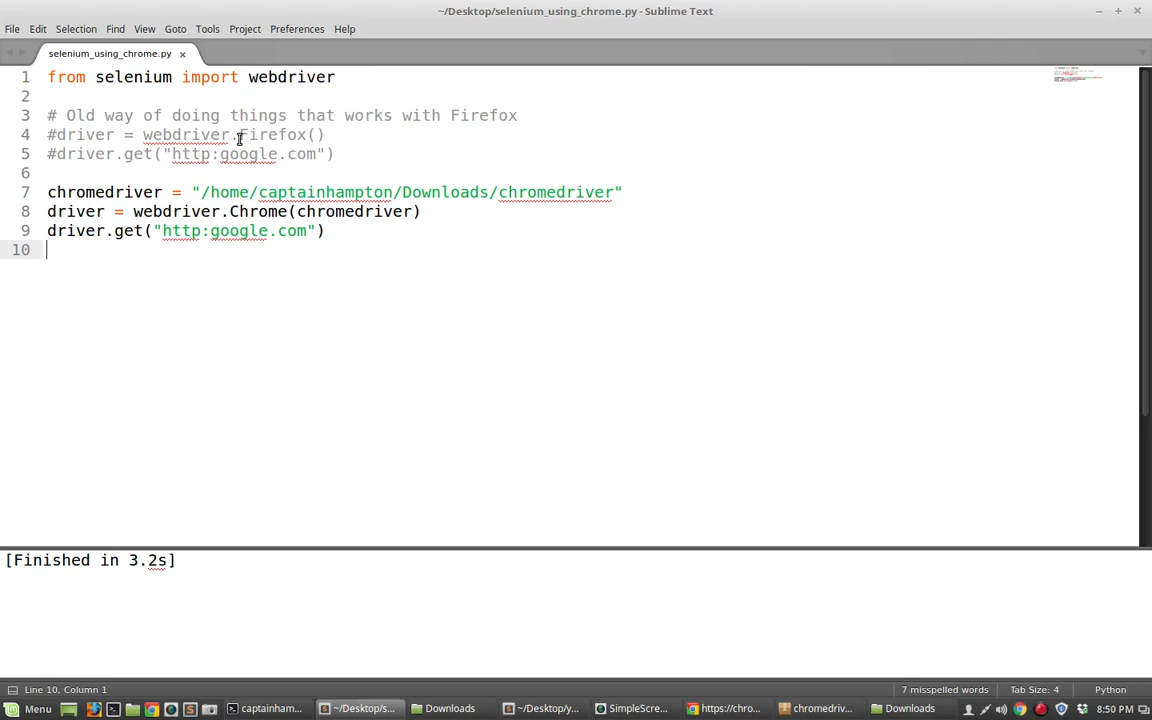 ~/Desktop/selenium_using_chrome.py - Sublime Text
File Edit Selection Find View Goto Tools Project Preferences Help
selenium_using_chrome.py ×
1 from selenium import webdriver
2
3 # Old way of doing things that works with Firefox
4 #driver = webdriver.Firefox()
5 #driver.get("http:google.com")
6
7 chromedriver = "/home/captainhampton/Downloads/chromedriver"
8 driver = webdriver.Chrome(chromedriver)
9 driver.get("http:google.com")
10
[Finished in 3.2s]
Line 10, Column 1 7 misspelled words Tab Size: 4 Python
Menu captainham... ~/Desktop/s... Downloads ~/Desktop/y... SimpleScre... https://chro... chromedriv... Downloads 8:50 PM